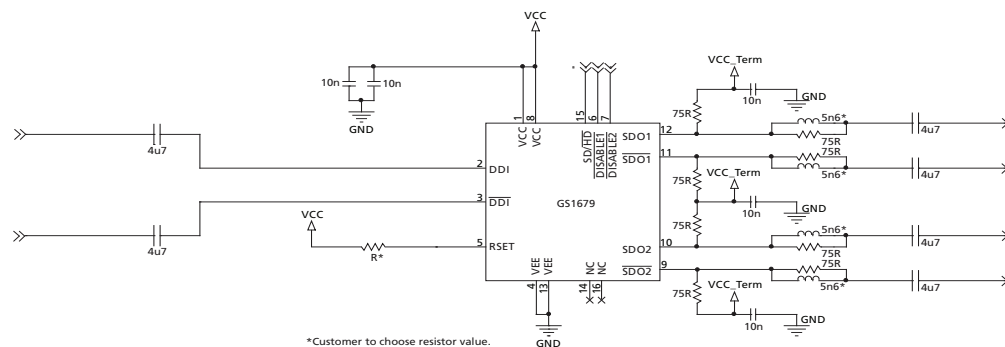 VCC
VCC_Term
10n 10n
*
10n
GND
GND
75R
5n6*
15
6
7
1
8
VCC
VCC
SD/HD
DISABLE1
DISABLE2
SDO1
12
75R
4u7
4u7
2
DDI
SDO1
11
75R
5n6*
4u7
75R
VCC_Term
3
DDI
GS1679
10n
GND
VCC
75R
5n6*
4u7
R*
5
RSET
SDO2
10
75R
4u7
VEE
VEE
NC
NC
SDO2
9
75R
5n6*
4u7
4
13
14
16
75R
VCC_Term
10n
GND
GND
*Customer to choose resistor value.